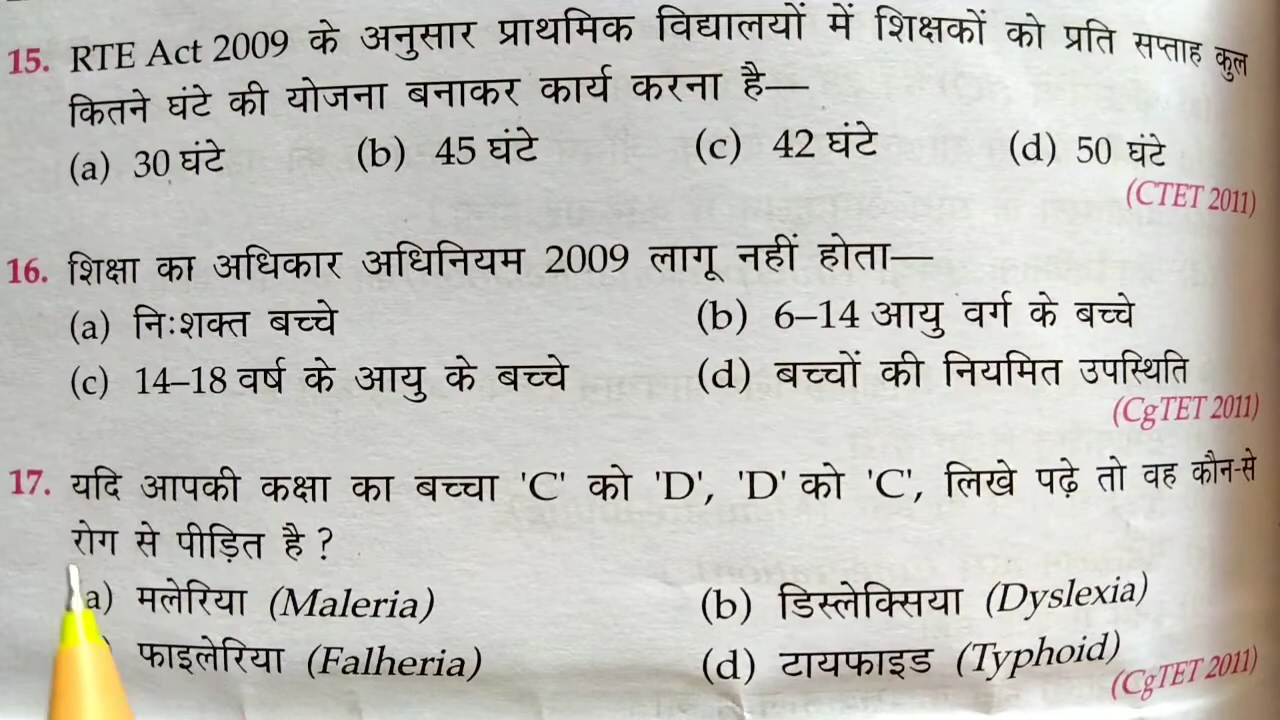 15. RTE Act 2009 के अनुसार प्राथमिक विद्यालयों में शिक्षकों को प्रति सप्ताह कुल
कितने घंटे की योजना बनाकर कार्य करना है—
(a) 30 घंटे (b) 45 घंटे (c) 42 घंटे (d) 50 घंटे
(CTET 2011)
16. शिक्षा का अधिकार अधिनियम 2009 लागू नहीं होता—
(a) निःशक्त बच्चे (b) 6–14 आयु वर्ग के बच्चे
(c) 14–18 वर्ष के आयु के बच्चे (d) बच्चों की नियमित उपस्थिति
(CgTET 2011)
17. यदि आपकी कक्षा का बच्चा 'C' को 'D', 'D' को 'C', लिखे पढ़े तो वह कौन-से
रोग से पीड़ित है ?
a) मलेरिया (Maleria) (b) डिस्लेक्सिया (Dyslexia)
) फाइलेरिया (Falheria) (d) टायफाइड (Typhoid)
(CgTET 2011)